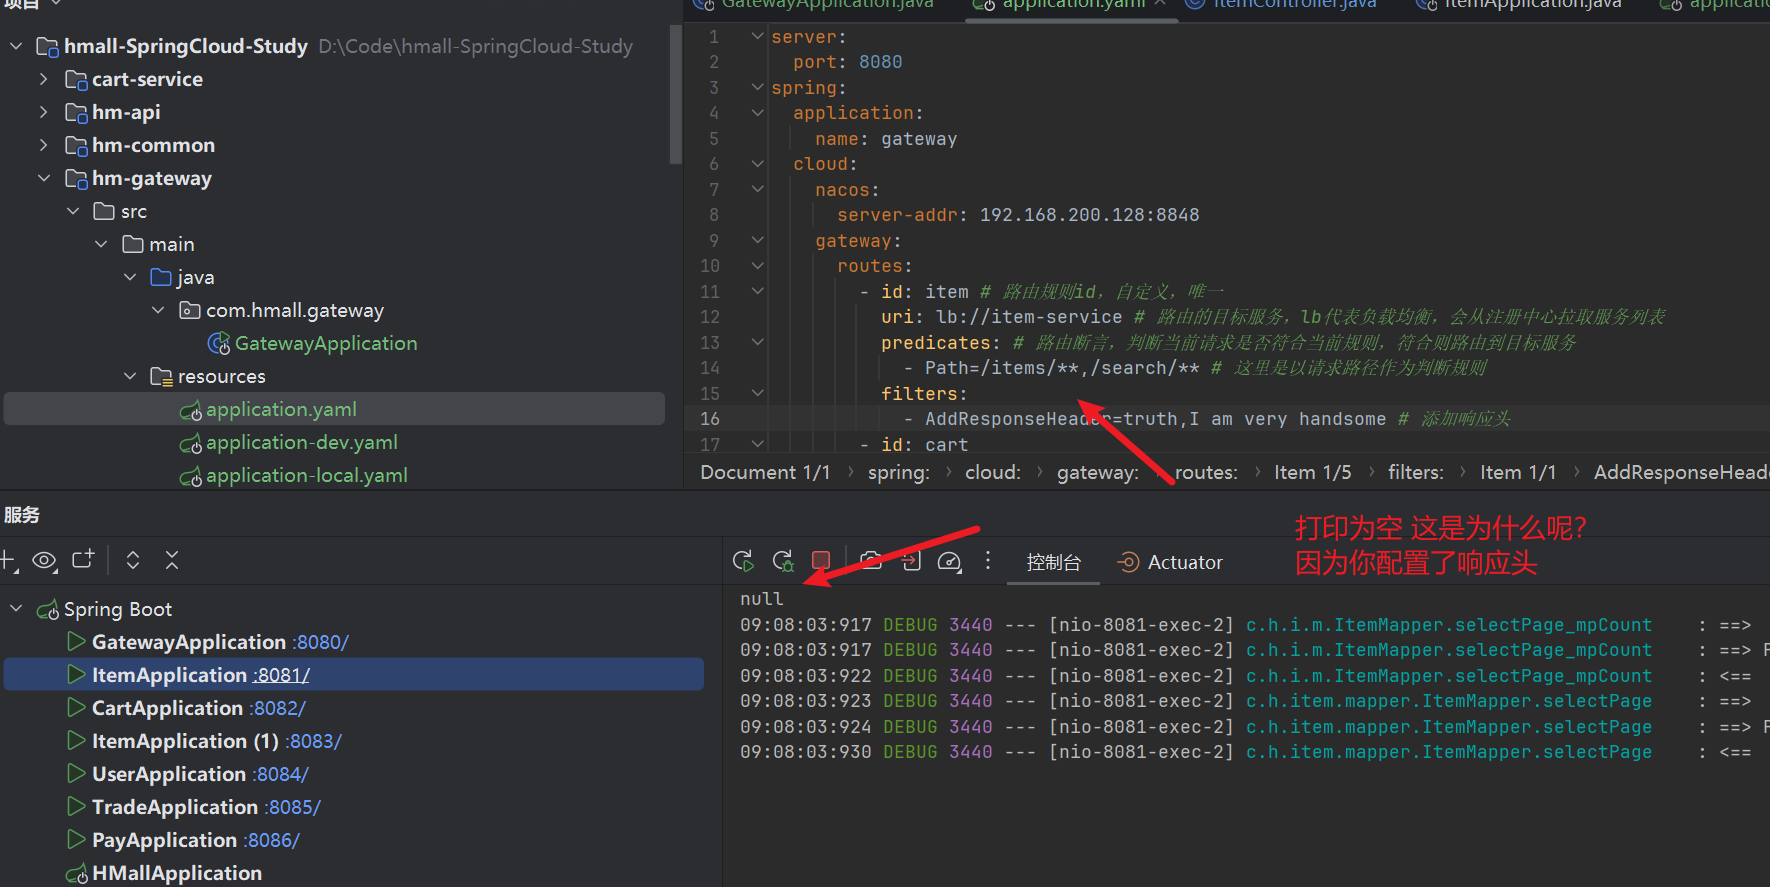 项目
hmall-SpringCloud-Study D:\Code\hmall-SpringCloud-Study
cart-service
hm-api
hm-common
hm-gateway
src
main
java
com.hmall.gateway
GatewayApplication
resources
application.yaml
application-dev.yaml
application-local.yaml
GatewayApplication.java application.yaml ItemController.java ItemApplication.java applicatio
1 server:
2 port: 8080
3 spring:
4 application:
5 name: gateway
6 cloud:
7 nacos:
8 server-addr: 192.168.200.128:8848
9 gateway:
10 routes:
11 - id: item # 路由规则id，自定义，唯一
12 uri: lb://item-service # 路由的目标服务，lb代表负载均衡，会从注册中心拉取服务列表
13 predicates: # 路由断言，判断当前请求是否符合当前规则，符合则路由到目标服务
14 - Path=/items/**,/search/** # 这里是以请求路径作为判断规则
15 filters:
16 - AddResponseHeader=truth,I am very handsome # 添加响应头
17 - id: cart
Document 1/1 › spring: › cloud: › gateway: › routes: › Item 1/5 › filters: › Item 1/1 › AddResponseHead
服务
控制台 Actuator
打印为空 这是为什么呢？
因为你配置了响应头
Spring Boot
GatewayApplication :8080/
ItemApplication :8081/
CartApplication :8082/
ItemApplication (1) :8083/
UserApplication :8084/
TradeApplication :8085/
PayApplication :8086/
HMallApplication
null
09:08:03:917 DEBUG 3440 --- [nio-8081-exec-2] c.h.i.m.ItemMapper.selectPage_mpCount : ==>
09:08:03:917 DEBUG 3440 --- [nio-8081-exec-2] c.h.i.m.ItemMapper.selectPage_mpCount : ==> P
09:08:03:922 DEBUG 3440 --- [nio-8081-exec-2] c.h.i.m.ItemMapper.selectPage_mpCount : <==
09:08:03:923 DEBUG 3440 --- [nio-8081-exec-2] c.h.item.mapper.ItemMapper.selectPage : ==>
09:08:03:924 DEBUG 3440 --- [nio-8081-exec-2] c.h.item.mapper.ItemMapper.selectPage : ==> P
09:08:03:930 DEBUG 3440 --- [nio-8081-exec-2] c.h.item.mapper.ItemMapper.selectPage : <==